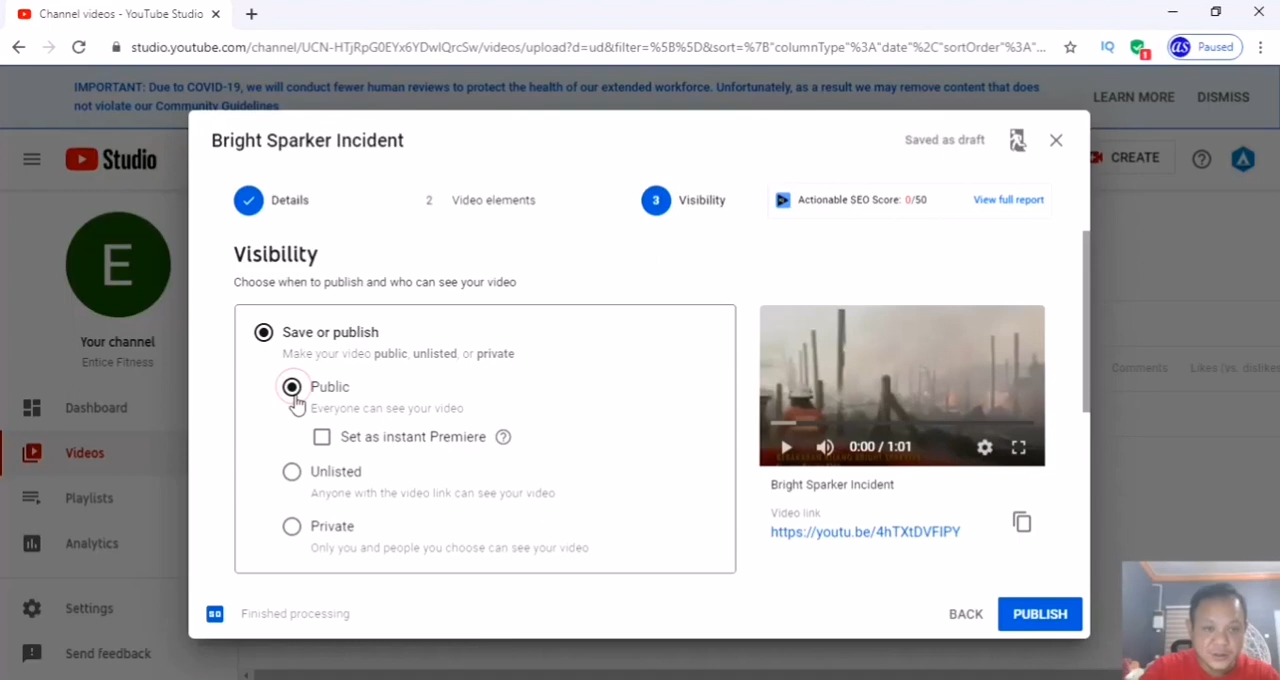 Channel videos - YouTube Studio
studio.youtube.com/channel/UCN-HTjRpG0EYx6YDwIQrcSw/videos/upload?d=ud&filter=%5B%5D&sort=%7B"columnType"%3A"date"%2C"sortOrder"%3A"...
IQ
as Paused
IMPORTANT: Due to COVID-19, we will conduct fewer human reviews to protect the health of our extended workforce. Unfortunately, as a result we may remove content that does
not violate our Community Guidelines
LEARN MORE DISMISS
Studio
CREATE
Bright Sparker Incident
Saved as draft
Details
2 Video elements
3 Visibility
Actionable SEO Score: 0/50
View full report
E
Your channel
Entice Fitness
Dashboard
Videos
Playlists
Analytics
Settings
Send feedback
Visibility
Choose when to publish and who can see your video
Save or publish
Make your video public, unlisted, or private
Public
Everyone can see your video
Set as instant Premiere
Unlisted
Anyone with the video link can see your video
Private
Only you and people you choose can see your video
0:00 / 1:01
Bright Sparker Incident
Video link
https://youtu.be/4hTXtDVFIPY
Comments
Likes (vs. dislikes
SD Finished processing
BACK
PUBLISH